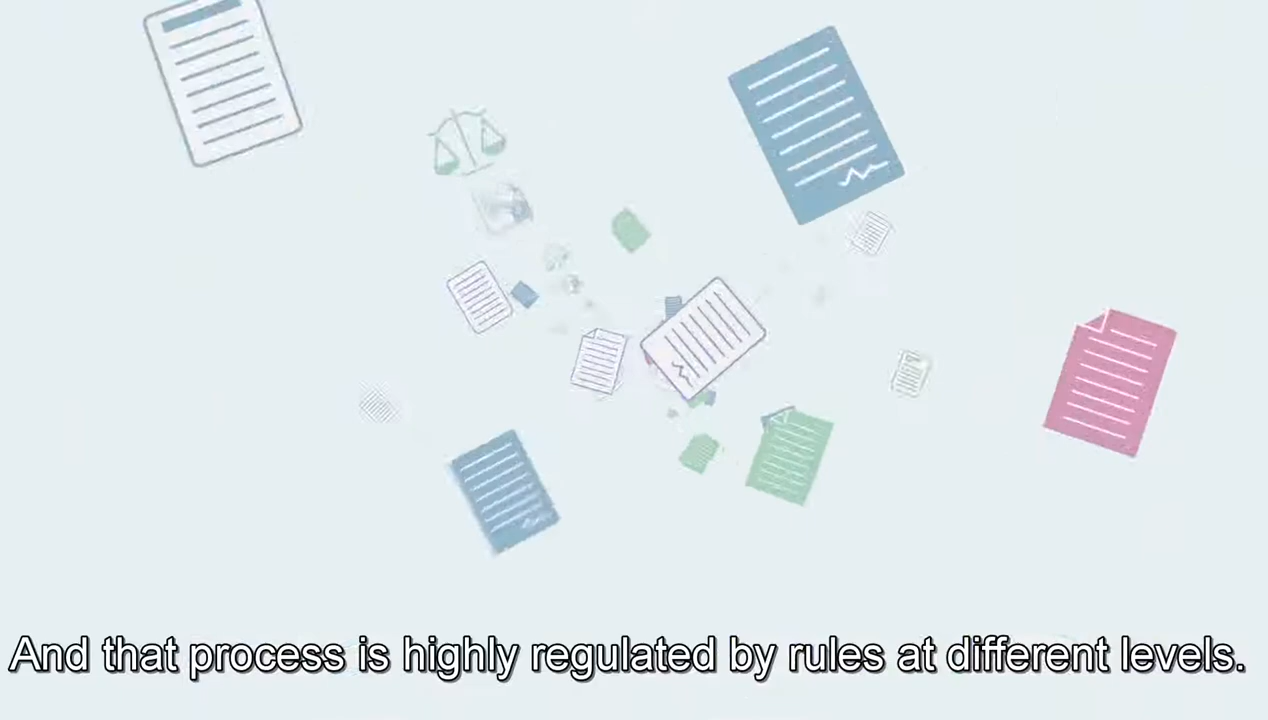 And that process is highly regulated by rules at different levels.